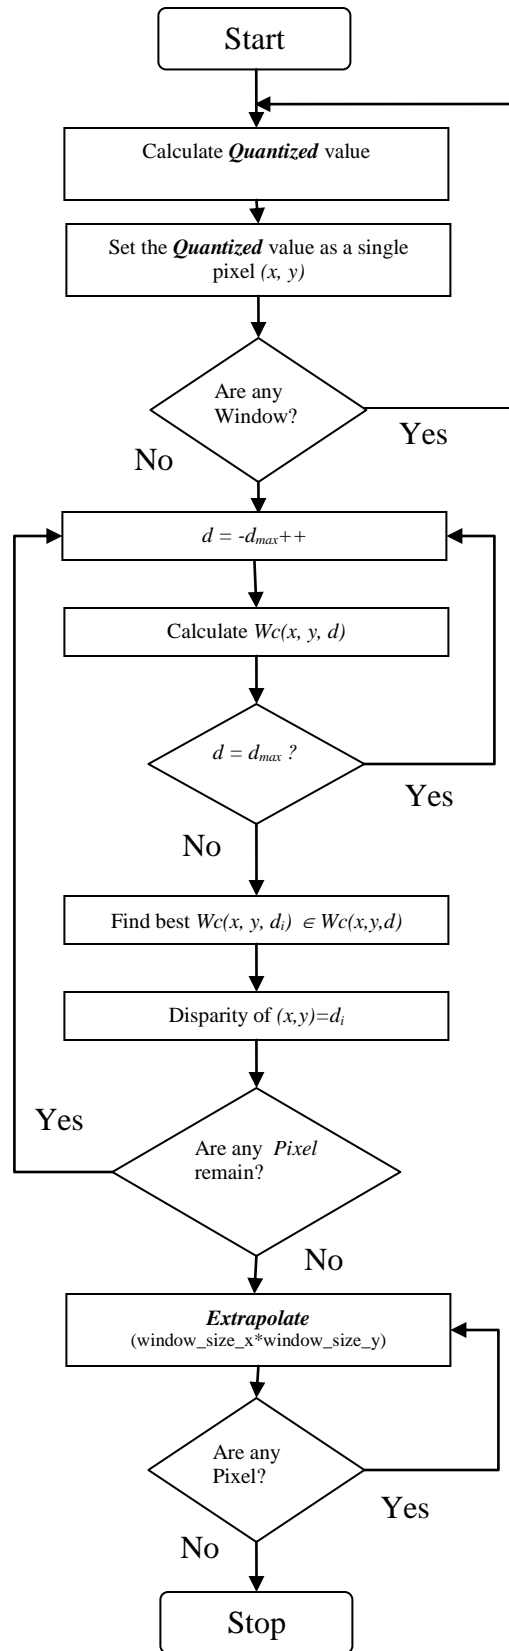 Start
Calculate Quantized value
Set the Quantized value as a single
pixel (x, y)
Are any
Window?
Yes
No
d = -dmax++
Calculate Wc(x, y, d)
d = dmax ?
Yes
No
Find best Wc(x, y, di) ∈ Wc(x,y,d)
Disparity of (x,y)=di
Yes
Are any Pixel
remain?
No
Extrapolate
(window_size_x*window_size_y)
Are any
Pixel?
Yes
No
Stop